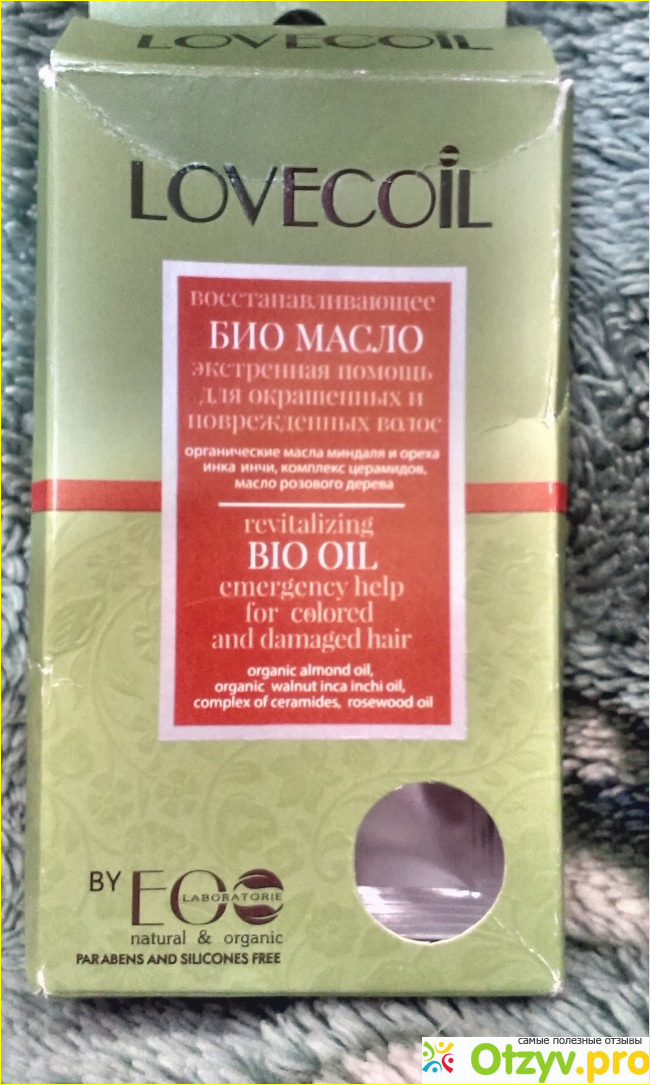 LOVECOIL
LOVECOIL
восстанавливающее
БИО МАСЛО
экстренная помощь
для окрашенных и
поврежденных волос
органические масла миндаля и ореха
инка инчи, комплекс церамидов,
масло розового дерева
revitalizing
BIO OIL
emergency help
for colored
and damaged hair
organic almond oil,
organic walnut inca inchi oil,
complex of ceramides, rosewood oil
BY EO
LABORATORIE
natural & organic
PARABENS AND SILICONES FREE
самые полезные отзывы
Otzyv.pro